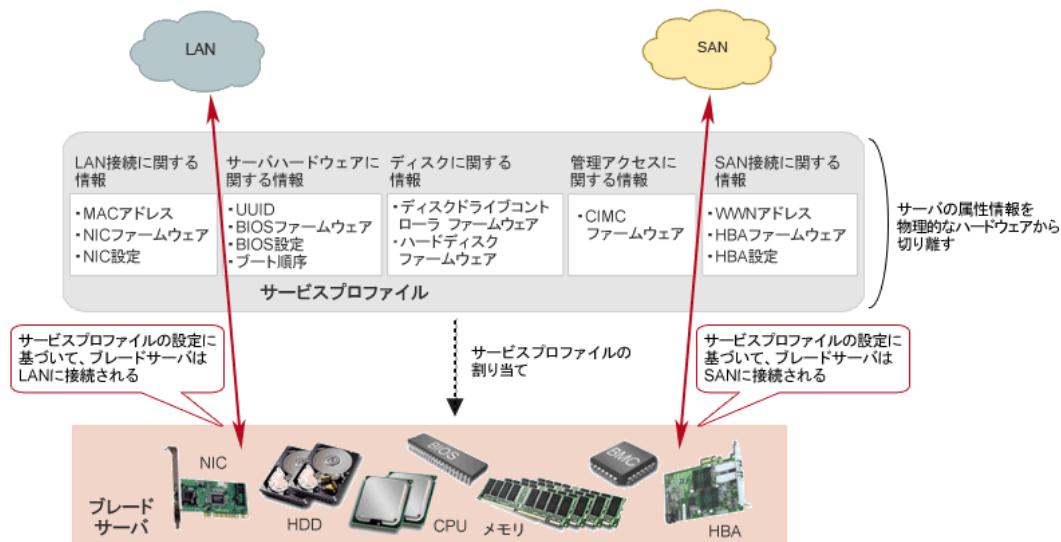 LAN
SAN
LAN接続に関する
情報
・MACアドレス
・NICファームウェア
・NIC設定
サーバハードウェアに
関する情報
・UUID
・BIOSファームウェア
・BIOS設定
・ブート順序
ディスクに関する
情報
・ディスクドライブコント
ローラ ファームウェア
・ハードディスク
ファームウェア
管理アクセスに
関する情報
・CIMC
ファームウェア
SAN接続に関する
情報
・WWNアドレス
・HBAファームウェア
・HBA設定
サービスプロファイル
サーバの属性情報を
物理的なハードウェアから
切り離す
サービスプロファイルの設定に
基づいて、ブレードサーバは
LANに接続される
サービスプロファイルの
割り当て
サービスプロファイルの設定に
基づいて、ブレードサーバは
SANに接続される
ブレード
サーバ
NIC
HDD
CPU
BIOS
メモリ
BMC
HBA